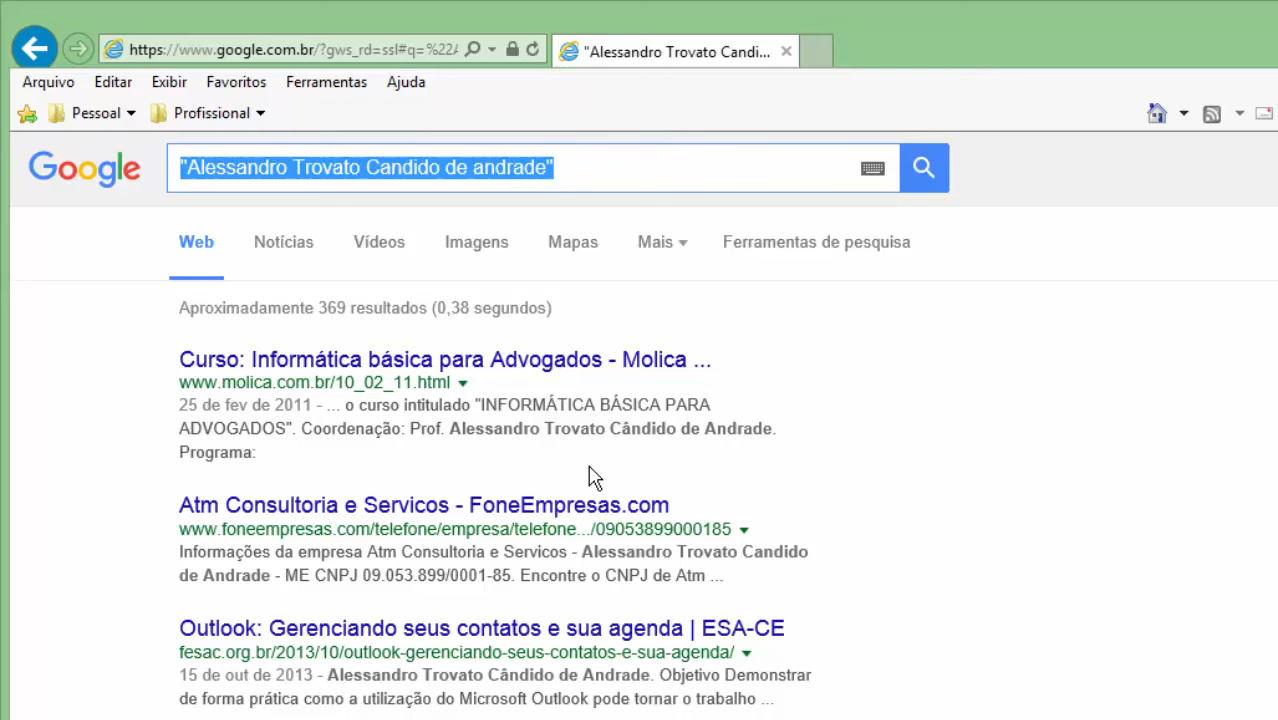 https://www.google.com.br/?gws_rd=ssl#q=%22A
"Alessandro Trovato Candi...
Arquivo Editar Exibir Favoritos Ferramentas Ajuda
Pessoal Profissional
Google "Alessandro Trovato Candido de andrade"
Web Notícias Vídeos Imagens Mapas Mais Ferramentas de pesquisa
Aproximadamente 369 resultados (0,38 segundos)
Curso: Informática básica para Advogados - Molica ...
www.molica.com.br/10_02_11.html
25 de fev de 2011 - ... o curso intitulado "INFORMÁTICA BÁSICA PARA
ADVOGADOS". Coordenação: Prof. Alessandro Trovato Cândido de Andrade.
Programa:
Atm Consultoria e Servicos - FoneEmpresas.com
www.foneempresas.com/telefone/empresa/telefone.../09053899000185
Informações da empresa Atm Consultoria e Servicos - Alessandro Trovato Candido
de Andrade - ME CNPJ 09.053.899/0001-85. Encontre o CNPJ de Atm ...
Outlook: Gerenciando seus contatos e sua agenda | ESA-CE
fesac.org.br/2013/10/outlook-gerenciando-seus-contatos-e-sua-agenda/
15 de out de 2013 - Alessandro Trovato Cândido de Andrade. Objetivo Demonstrar
de forma prática como a utilização do Microsoft Outlook pode tornar o trabalho ...